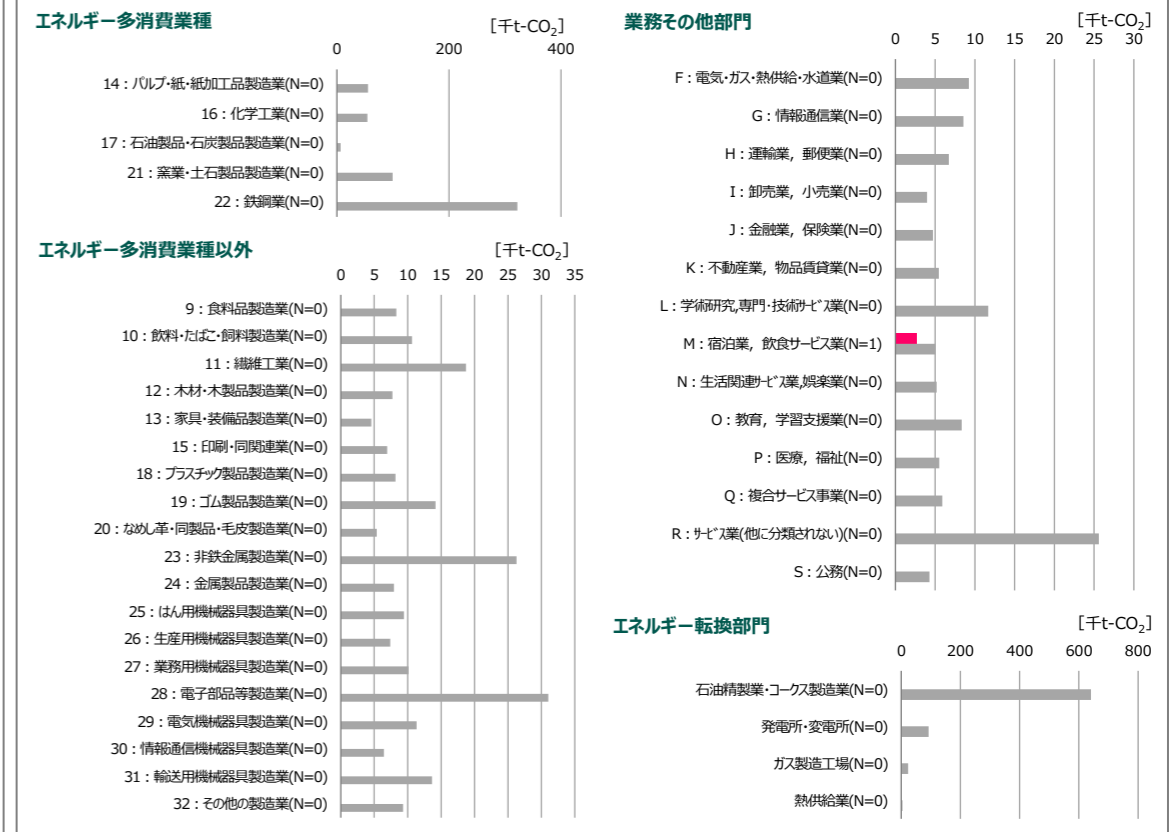 エネルギー多消費業種
[千t-CO2]
0 200 400
14：パルプ・紙・紙加工品製造業(N=0)
16：化学工業(N=0)
17：石油製品・石炭製品製造業(N=0)
21：窯業・土石製品製造業(N=0)
22：鉄鋼業(N=0)
エネルギー多消費業種以外
[千t-CO2]
0 5 10 15 20 25 30 35
9：食料品製造業(N=0)
10：飲料・たばこ・飼料製造業(N=0)
11：繊維工業(N=0)
12：木材・木製品製造業(N=0)
13：家具・装備品製造業(N=0)
15：印刷・同関連業(N=0)
18：プラスチック製品製造業(N=0)
19：ゴム製品製造業(N=0)
20：なめし革・同製品・毛皮製造業(N=0)
23：非鉄金属製造業(N=0)
24：金属製品製造業(N=0)
25：はん用機械器具製造業(N=0)
26：生産用機械器具製造業(N=0)
27：業務用機械器具製造業(N=0)
28：電子部品等製造業(N=0)
29：電気機械器具製造業(N=0)
30：情報通信機械器具製造業(N=0)
31：輸送用機械器具製造業(N=0)
32：その他の製造業(N=0)
業務その他部門
[千t-CO2]
0 5 10 15 20 25 30
F：電気・ガス・熱供給・水道業(N=0)
G：情報通信業(N=0)
H：運輸業，郵便業(N=0)
I：卸売業，小売業(N=0)
J：金融業，保険業(N=0)
K：不動産業，物品賃貸業(N=0)
L：学術研究,専門・技術サービス業(N=0)
M：宿泊業，飲食サービス業(N=1)
N：生活関連サービス業,娯楽業(N=0)
O：教育，学習支援業(N=0)
P：医療，福祉(N=0)
Q：複合サービス事業(N=0)
R：サービス業(他に分類されない)(N=0)
S：公務(N=0)
エネルギー転換部門
[千t-CO2]
0 200 400 600 800
石油精製業・コークス製造業(N=0)
発電所・変電所(N=0)
ガス製造工場(N=0)
熱供給業(N=0)